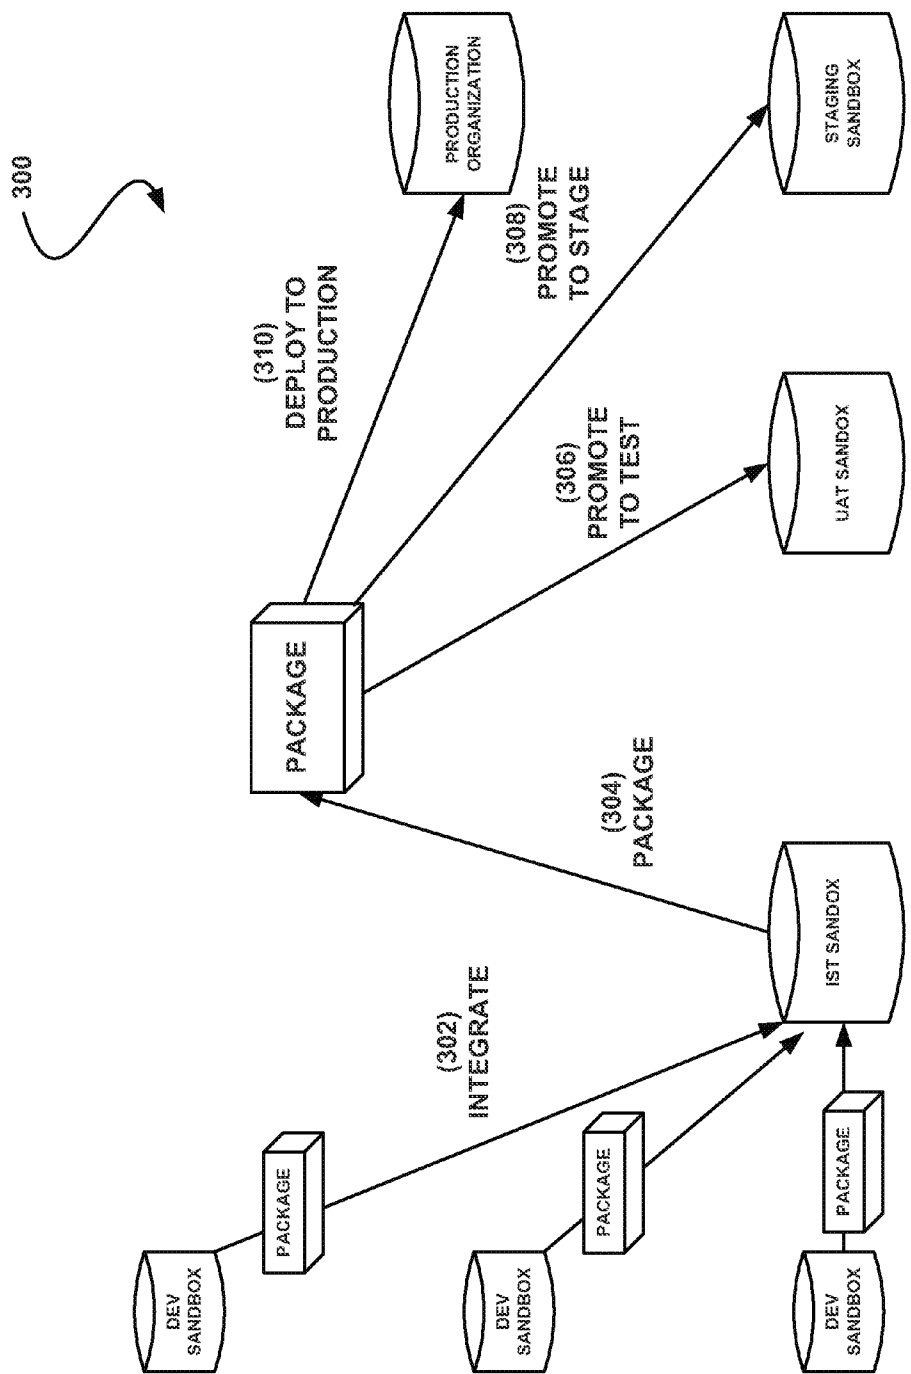 300
PRODUCTION
ORGANIZATION
(310)
DEPLOY TO
PRODUCTION
(308)
PROMOTE
TO STAGE
STAGING
SANDBOX
(306)
PROMOTE
TO TEST
UAT SANDOX
PACKAGE
(304)
PACKAGE
IST SANDOX
(302)
INTEGRATE
PACKAGE
DEV
SANDBOX
PACKAGE
DEV
SANDBOX
PACKAGE
DEV
SANDBOX